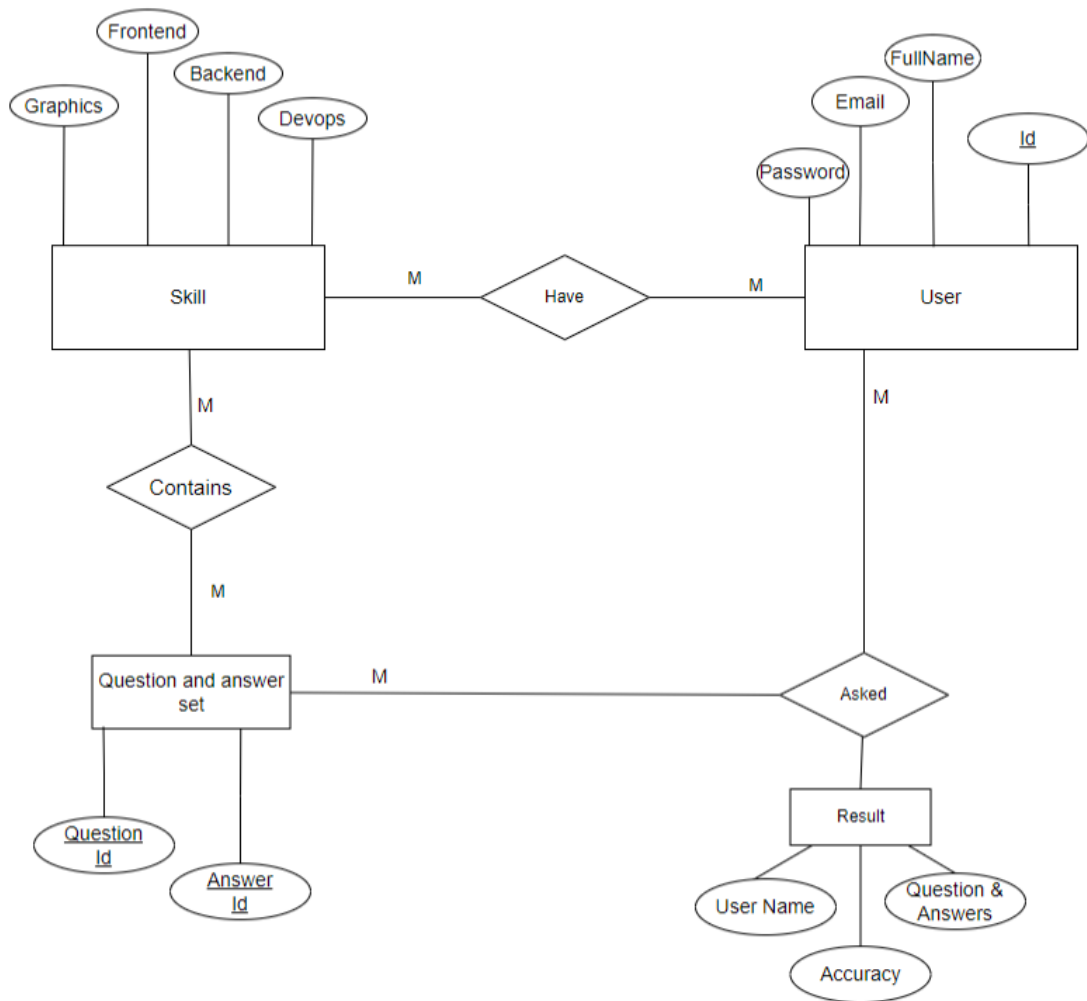 Frontend
FullName
Backend
Email
Graphics
Devops
Id
Password
Skill
M
Have
M
User
M
M
Contains
M
Question and answer
set
M
Asked
Result
Question
Id
Answer
Id
User Name
Question &
Answers
Accuracy